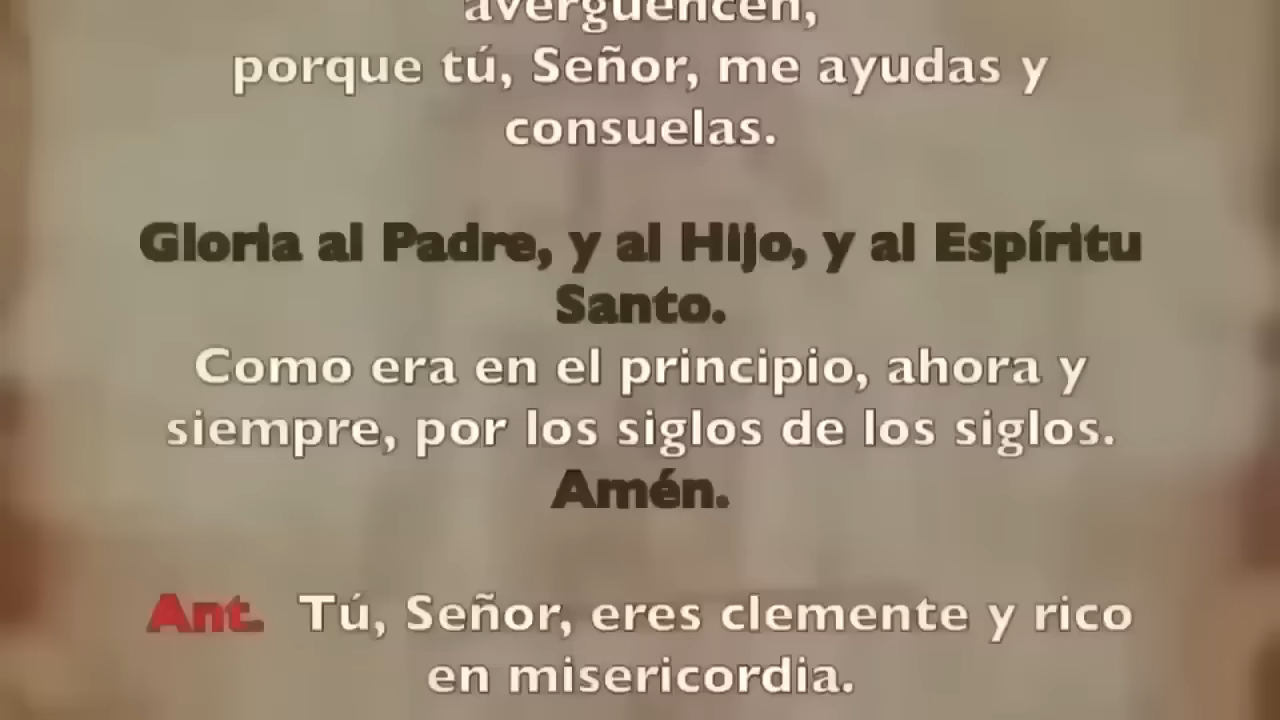 avergüencen,
porque tú, Señor, me ayudas y
consuelas.
Gloria al Padre, y al Hijo, y al Espíritu
Santo.
Como era en el principio, ahora y
siempre, por los siglos de los siglos.
Amén.
Ant. Tú, Señor, eres clemente y rico
en misericordia.